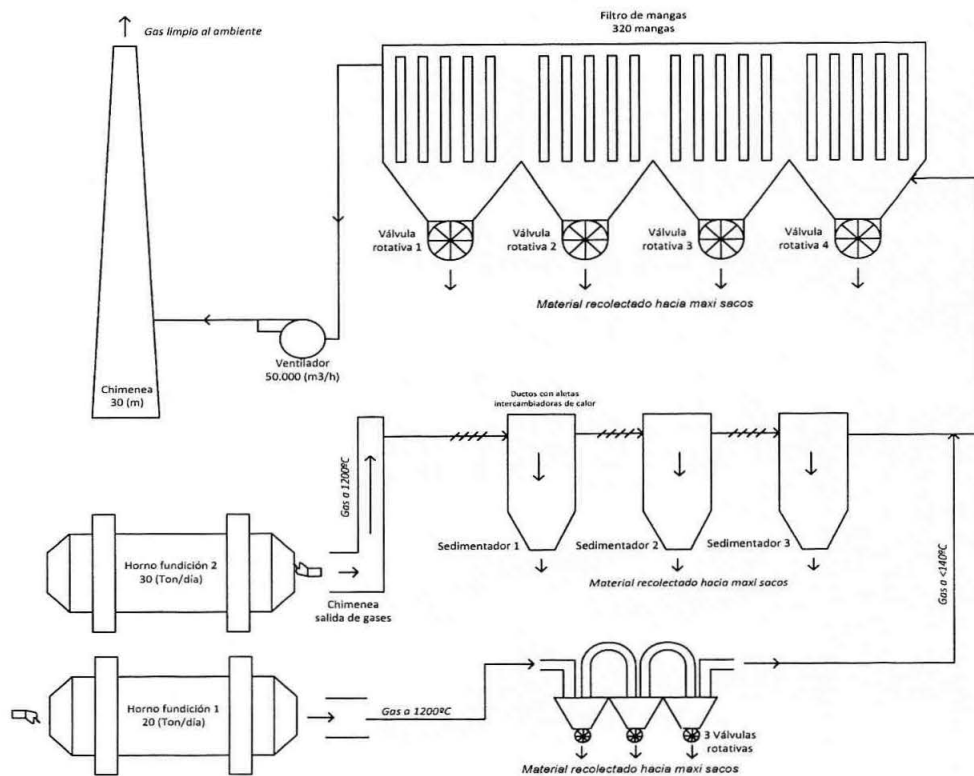 Gas limpio al ambiente
Filtro de mangas
320 mangas
Válvula
rotativa 1
Válvula
rotativa 2
Válvula
rotativa 3
Válvula
rotativa 4
Material recolectado hacia maxi sacos
Ventilador
50.000 (m3/h)
Chimenea
30 (m)
Ductos con aletas
intercambiadoras de calor
Gas a 1200ºC
Sedimentador 1
Sedimentador 2
Sedimentador 3
Material recolectado hacia maxi sacos
Horno fundición 2
30 (Ton/día)
Chimenea
salida de gases
Gas a <140ºC
Horno fundición 1
20 (Ton/día)
Gas a 1200ºC
3 Válvulas
rotativas
Material recolectado hacia maxi sacos